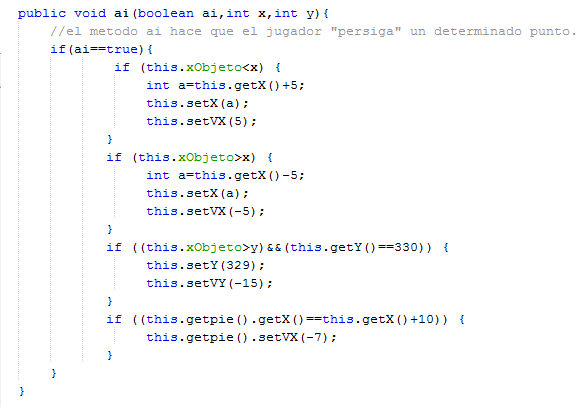 public void ai(boolean ai,int x,int y){
//el metodo ai hace que el jugador "persiga" un determinado punto.
if(ai==true){
if (this.xObjeto<x) {
int a=this.getX()+5;
this.setX(a);
this.setVX(5);
}
if (this.xObjeto>x) {
int a=this.getX()-5;
this.setX(a);
this.setVX(-5);
}
if ((this.xObjeto>y)&&(this.getY()==330)) {
this.setY(329);
this.setVY(-15);
}
if ((this.getpie().getX()==this.getX()+10)) {
this.getpie().setVX(-7);
}
}
}